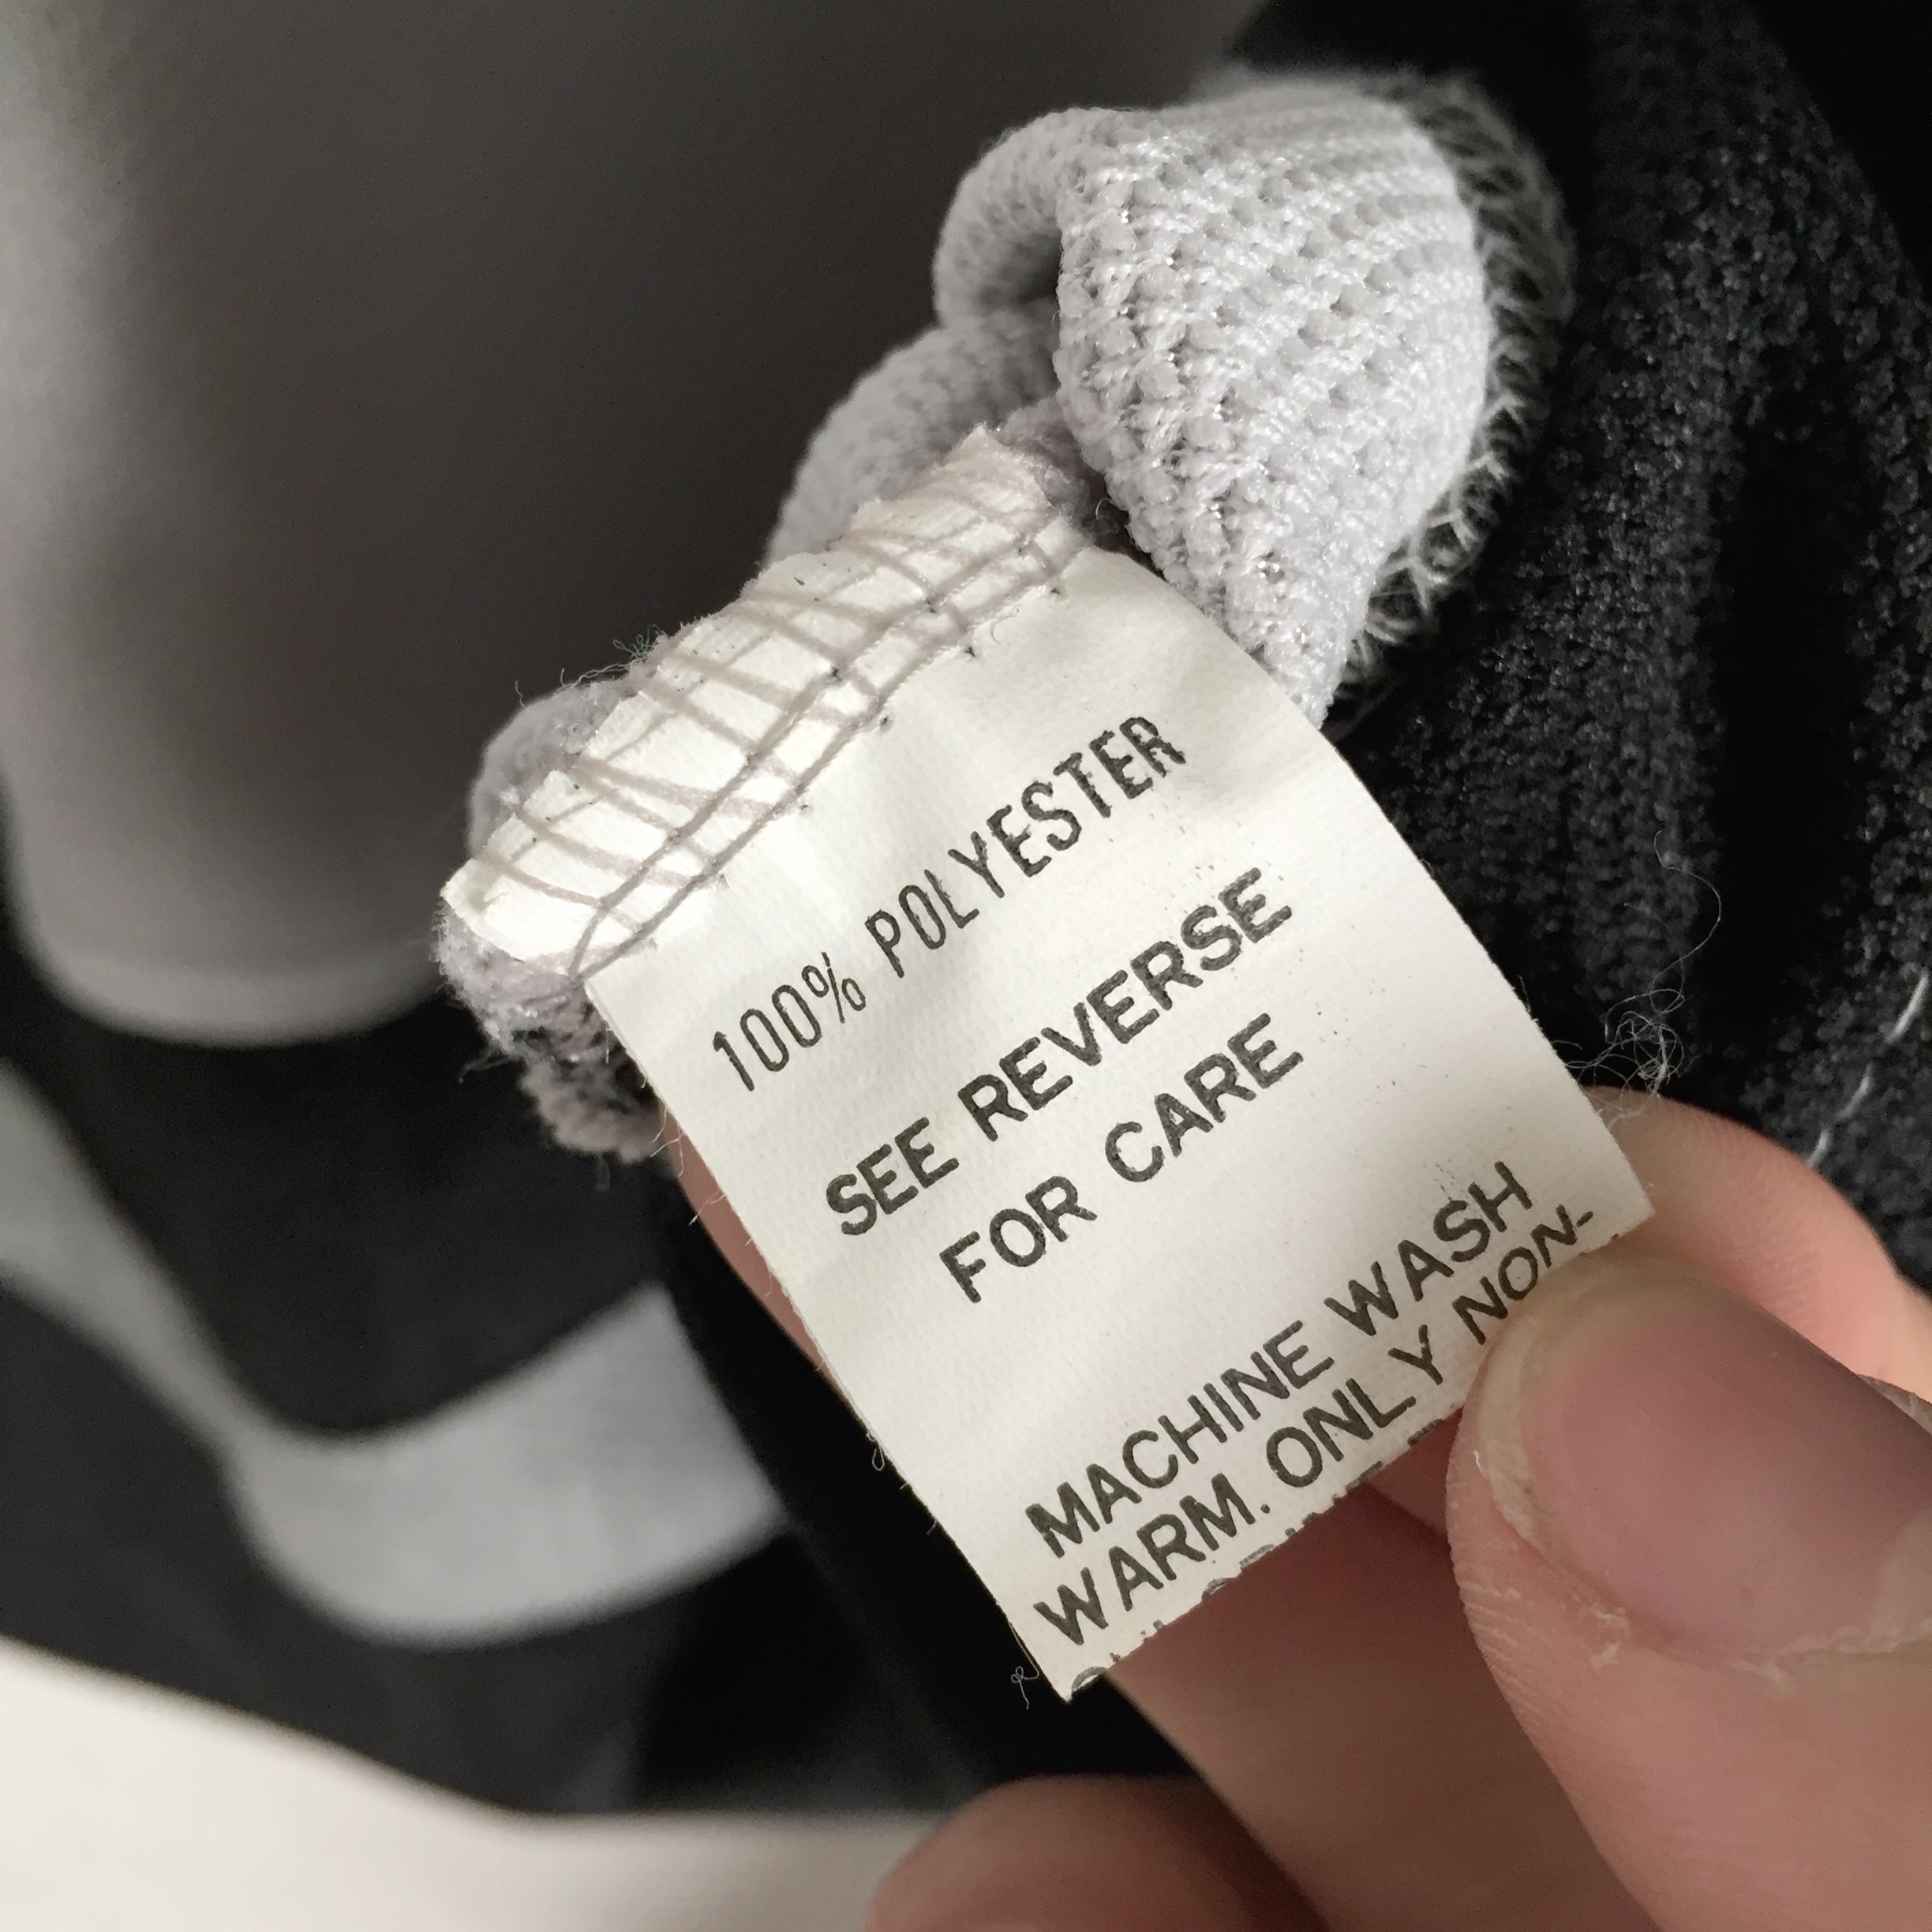 100% POLYESTER
SEE REVERSE
FOR CARE
MACHINE WASH
WARM. ONLY NON-